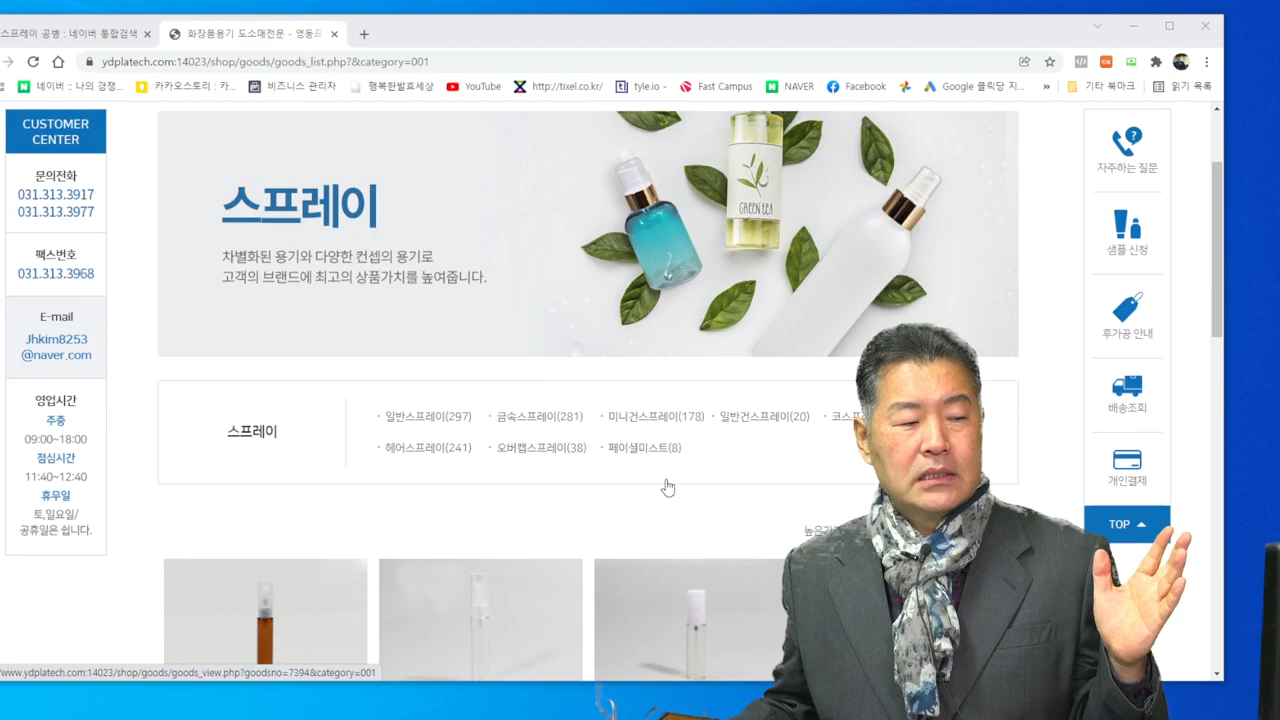 스프레이 공병 : 네이버 통합검색
화장품용기 도소매전문 - 영동프
ydplatech.com:14023/shop/goods/goods_list.php?&category=001
네이버 :: 나의 경쟁...
카카오스토리 : 카...
비즈니스 관리자
행복한발효세상
YouTube
http://tixel.co.kr/
tyle.io -
Fast Campus
NAVER
Facebook
Google 클릭당 지...
»
기타 북마크
읽기 목록
CUSTOMER
CENTER
문의전화
031.313.3917
031.313.3977
팩스번호
031.313.3968
E-mail
Jhkim8253
@naver.com
영업시간
주중
09:00~18:00
점심시간
11:40~12:40
휴무일
토,일요일/
공휴일은 쉽니다.
스프레이
차별화된 용기와 다양한 컨셉의 용기로
고객의 브랜드에 최고의 상품가치를 높여줍니다.
GREEN tEA
스프레이
일반스프레이(297)
금속스프레이(281)
미니건스프레이(178)
일반건스프레이(20)
헤어스프레이(241)
오버캡스프레이(38)
페이셜미스트(8)
자주하는 질문
샘플 신청
후가공 안내
배송조회
개인결제
TOP
www.ydplatech.com:14023/shop/goods/goods_view.php?goodsno=7394&category=001